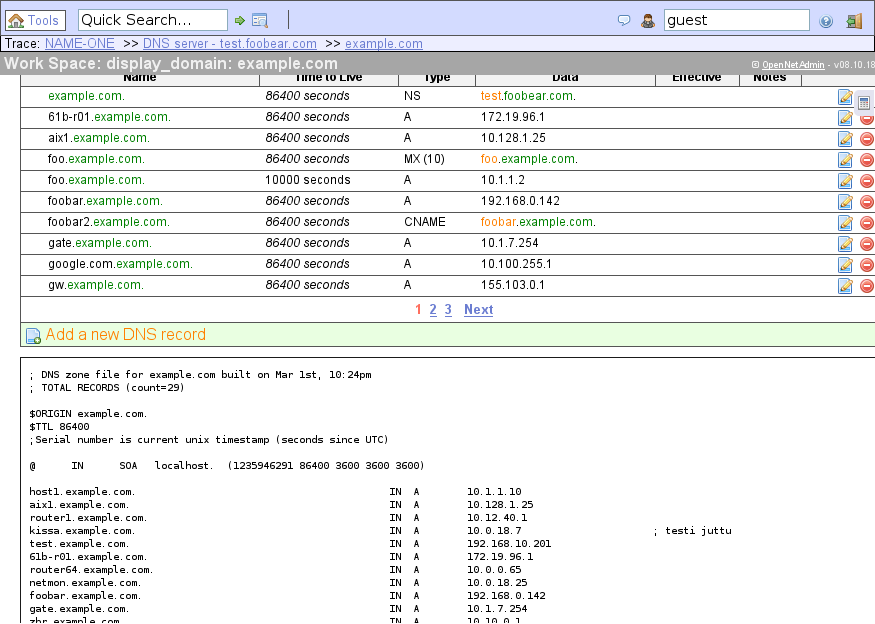 Tools Quick Search... guest
Trace: NAME-ONE >> DNS server - test.foobear.com >> example.com
Work Space: display_domain: example.com OpenNetAdmin - v08.10.18
Name Time to Live Type Data Effective Notes
example.com. 86400 seconds NS test.foobear.com.
61b-r01.example.com. 86400 seconds A 172.19.96.1
aix1.example.com. 86400 seconds A 10.128.1.25
foo.example.com. 86400 seconds MX (10) foo.example.com.
foo.example.com. 10000 seconds A 10.1.1.2
foobar.example.com. 86400 seconds A 192.168.0.142
foobar2.example.com. 86400 seconds CNAME foobar.example.com.
gate.example.com. 86400 seconds A 10.1.7.254
google.com.example.com. 86400 seconds A 10.100.255.1
gw.example.com. 86400 seconds A 155.103.0.1
1 2 3 Next
Add a new DNS record
; DNS zone file for example.com built on Mar 1st, 10:24pm
; TOTAL RECORDS (count=29)
$ORIGIN example.com.
$TTL 86400
;Serial number is current unix timestamp (seconds since UTC)
@ IN SOA localhost. (1235946291 86400 3600 3600 3600)
host1.example.com. IN A 10.1.1.10
aix1.example.com. IN A 10.128.1.25
router1.example.com. IN A 10.12.40.1
kissa.example.com. IN A 10.0.18.7 ; testi juttu
test.example.com. IN A 192.168.10.201
61b-r01.example.com. IN A 172.19.96.1
router64.example.com. IN A 10.0.0.65
netmon.example.com. IN A 10.0.18.25
foobar.example.com. IN A 192.168.0.142
gate.example.com. IN A 10.1.7.254
zbr.example.com. IN A 10.10.0.1